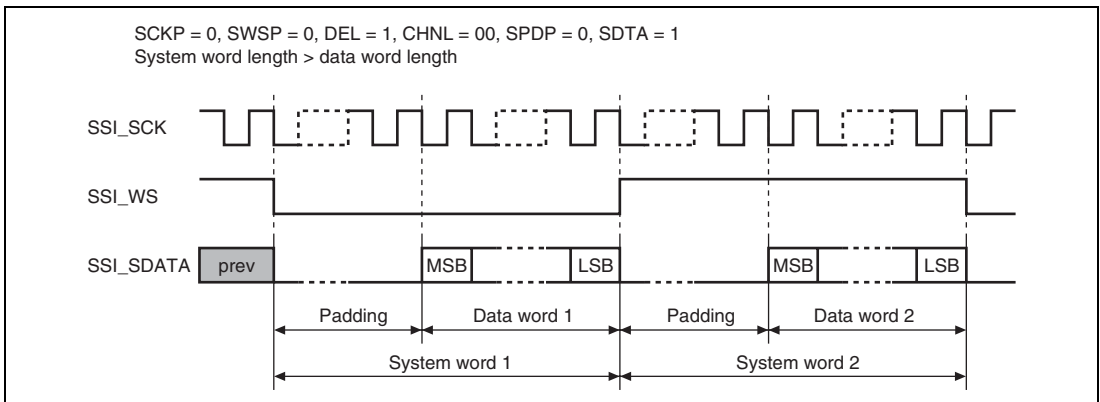 SCKP = 0, SWSP = 0, DEL = 1, CHNL = 00, SPDP = 0, SDTA = 1
System word length > data word length
SSI_SCK
SSI_WS
SSI_SDATA prev MSB LSB MSB LSB
Padding Data word 1 Padding Data word 2
System word 1 System word 2